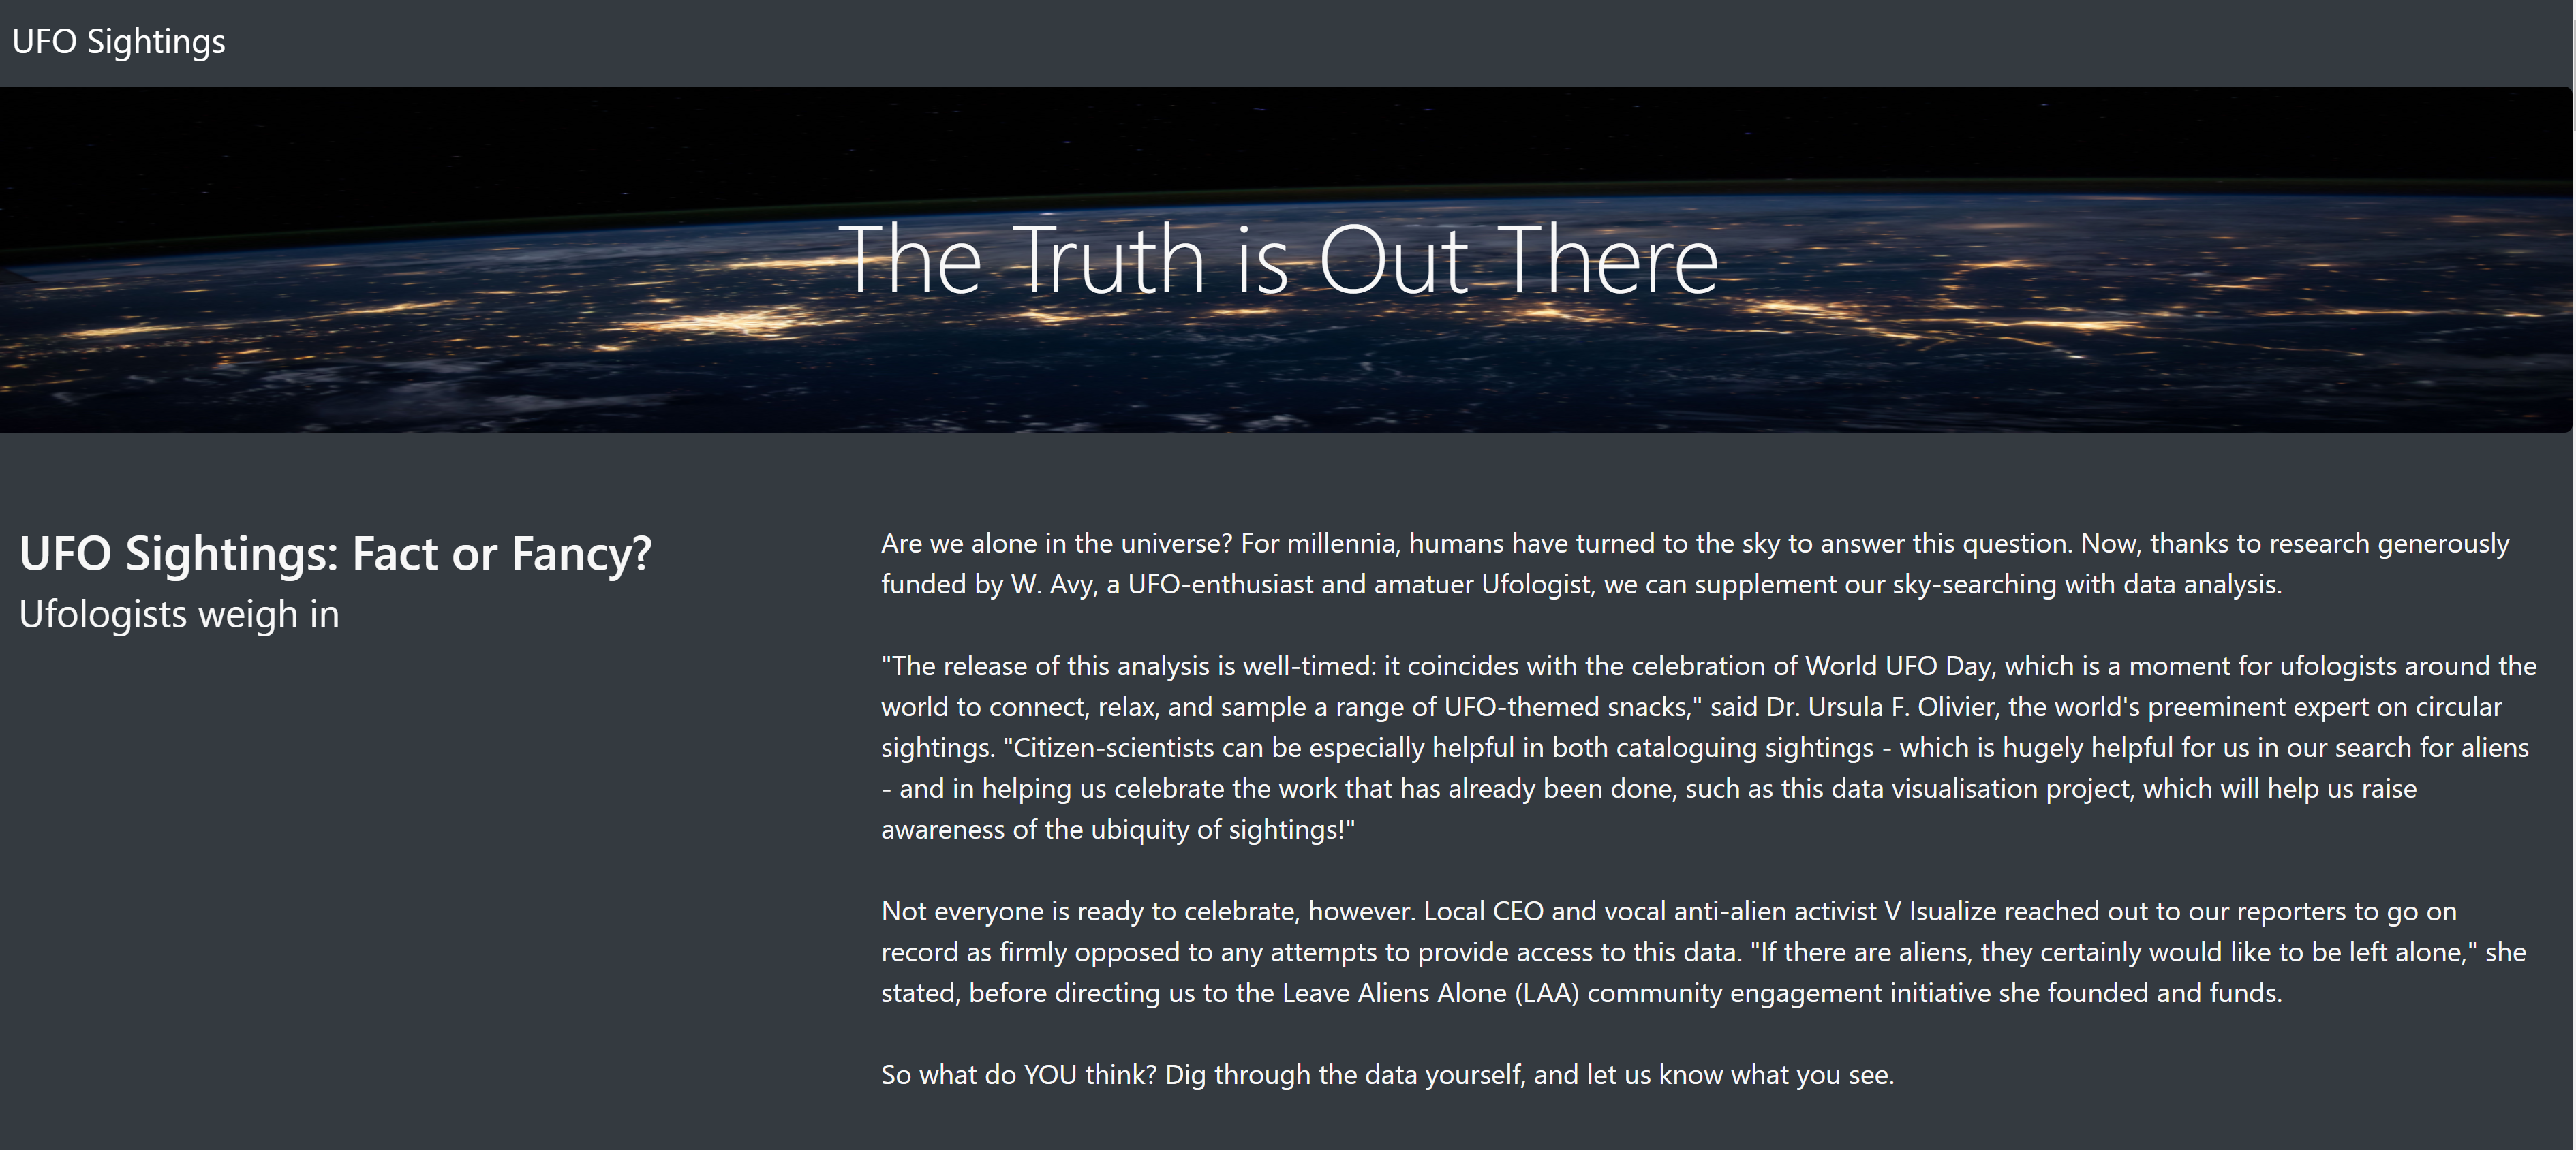 UFO Sightings
The Truth is Out There
UFO Sightings: Fact or Fancy?
Ufologists weigh in
Are we alone in the universe? For millennia, humans have turned to the sky to answer this question. Now, thanks to research generously
funded by W. Avy, a UFO-enthusiast and amatuer Ufologist, we can supplement our sky-searching with data analysis.
"The release of this analysis is well-timed: it coincides with the celebration of World UFO Day, which is a moment for ufologists around the
world to connect, relax, and sample a range of UFO-themed snacks," said Dr. Ursula F. Olivier, the world's preeminent expert on circular
sightings. "Citizen-scientists can be especially helpful in both cataloguing sightings - which is hugely helpful for us in our search for aliens
- and in helping us celebrate the work that has already been done, such as this data visualisation project, which will help us raise
awareness of the ubiquity of sightings!"
Not everyone is ready to celebrate, however. Local CEO and vocal anti-alien activist V Isualize reached out to our reporters to go on
record as firmly opposed to any attempts to provide access to this data. "If there are aliens, they certainly would like to be left alone," she
stated, before directing us to the Leave Aliens Alone (LAA) community engagement initiative she founded and funds.
So what do YOU think? Dig through the data yourself, and let us know what you see.